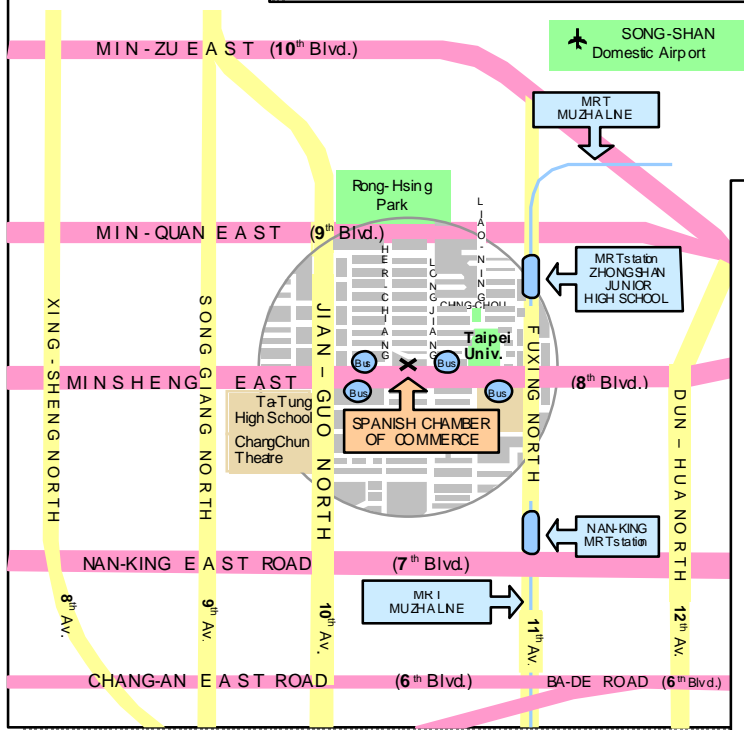 SONG-SHAN
Domestic Airport
MIN-ZU EAST (10th Blvd.)
MRT
MUZHALNE
Rong-Hsing
Park
LIAO-NING
MIN-QUAN EAST (9th Blvd.)
HER-CHIANG
LONG JIANG
MRT station
ZHONGSHAN
JUNIOR
HIGH SCHOOL
CHNG-CHOU
XING-SHENG NORTH
SONG GIANG NORTH
JIAN-GUO NORTH
FUXING NORTH
DUN-HUA NORTH
Taipei
Univ.
Bus
Bus
MINSHENG EAST (8th Blvd.)
Bus
Bus
Ta-Tung
High School
ChangChun
Theatre
SPANISH CHAMBER
OF COMMERCE
NAN-KING
MRT station
NAN-KING EAST ROAD (7th Blvd.)
MRT
MUZHALNE
8th Av.
9th Av.
10th Av.
11th Av.
12th Av.
CHANG-AN EAST ROAD (6th Blvd.)
BA-DE ROAD (6th Blvd.)